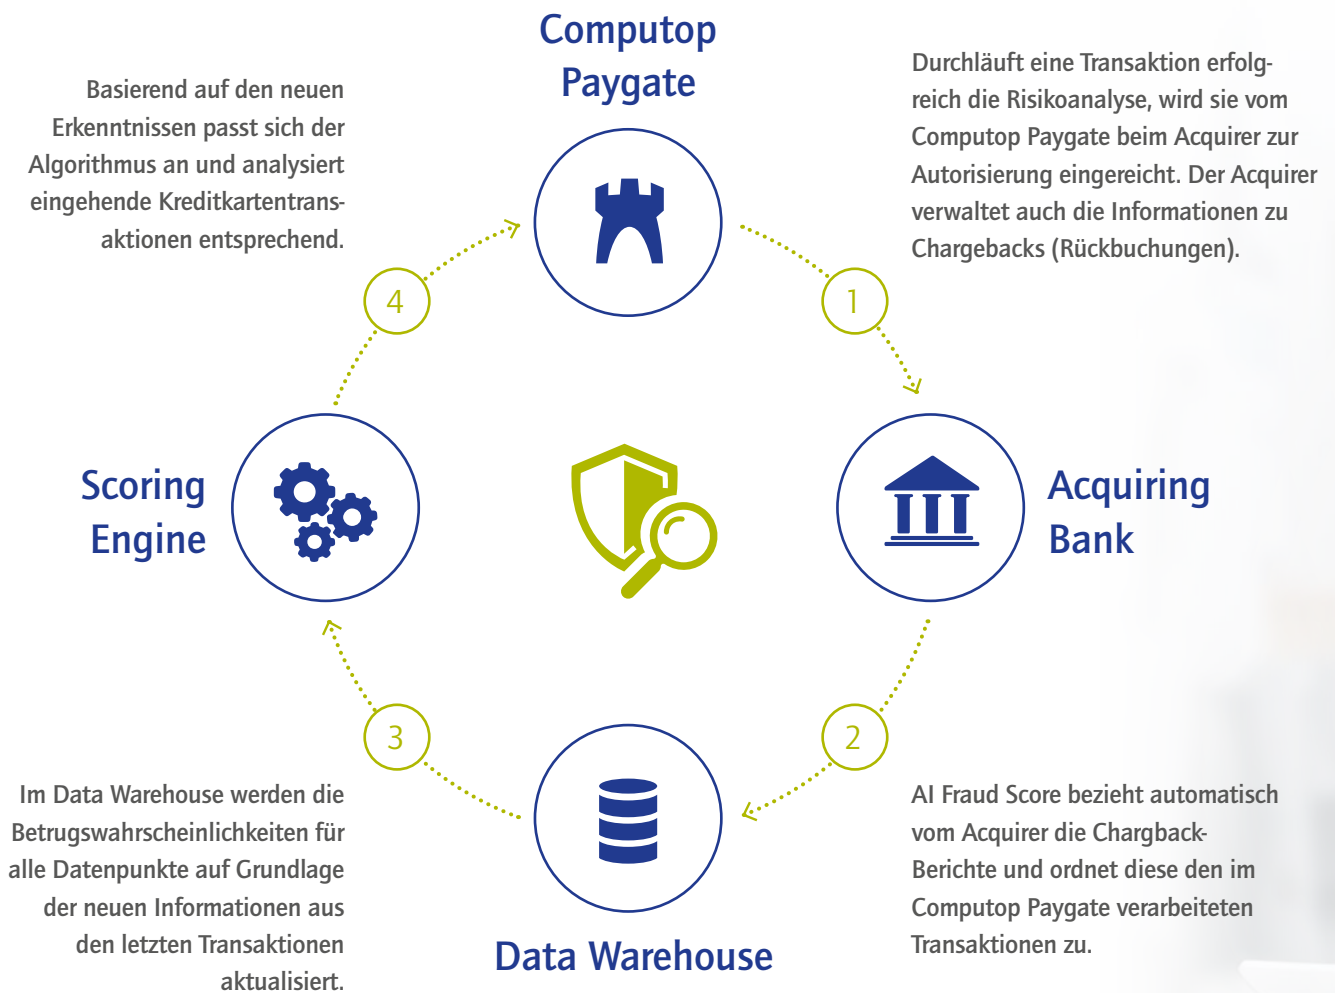 Computop
Paygate
Durchläuft eine Transaktion erfolg-
reich die Risikoanalyse, wird sie vom
Computop Paygate beim Acquirer zur
Autorisierung eingereicht. Der Acquirer
verwaltet auch die Informationen zu
Chargebacks (Rückbuchungen).
1
Acquiring
Bank
2
AI Fraud Score bezieht automatisch
vom Acquirer die Chargback-
Berichte und ordnet diese den im
Computop Paygate verarbeiteten
Transaktionen zu.
Data Warehouse
3
Im Data Warehouse werden die
Betrugswahrscheinlichkeiten für
alle Datenpunkte auf Grundlage
der neuen Informationen aus
den letzten Transaktionen
aktualisiert.
Scoring
Engine
4
Basierend auf den neuen
Erkenntnissen passt sich der
Algorithmus an und analysiert
eingehende Kreditkartentrans-
aktionen entsprechend.